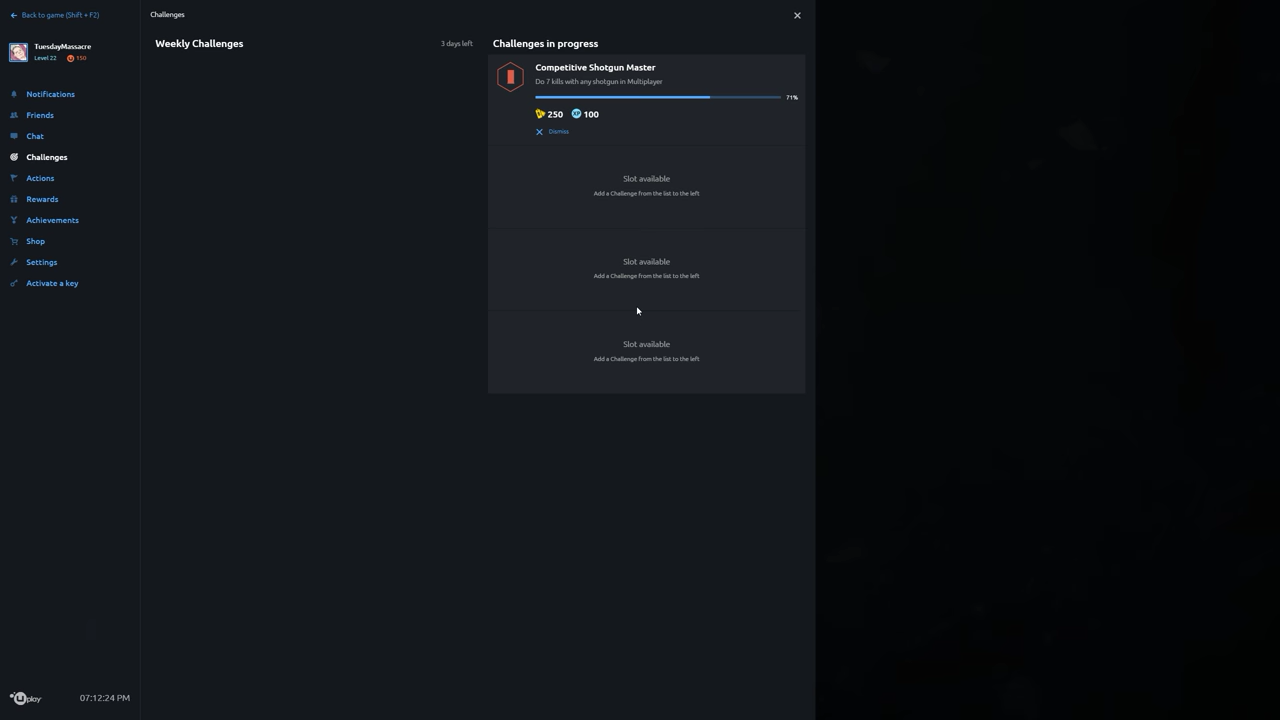 Back to game (Shift + F2)
TuesdayMassacre
Level 22 150
Notifications
Friends
Chat
Challenges
Actions
Rewards
Achievements
Shop
Settings
Activate a key
uplay
07:12:24 PM
Challenges
Weekly Challenges
3 days left
Challenges in progress
Competitive Shotgun Master
Do 7 kills with any shotgun in Multiplayer
71%
250 XP 100
Dismiss
Slot available
Add a Challenge from the list to the left
Slot available
Add a Challenge from the list to the left
Slot available
Add a Challenge from the list to the left